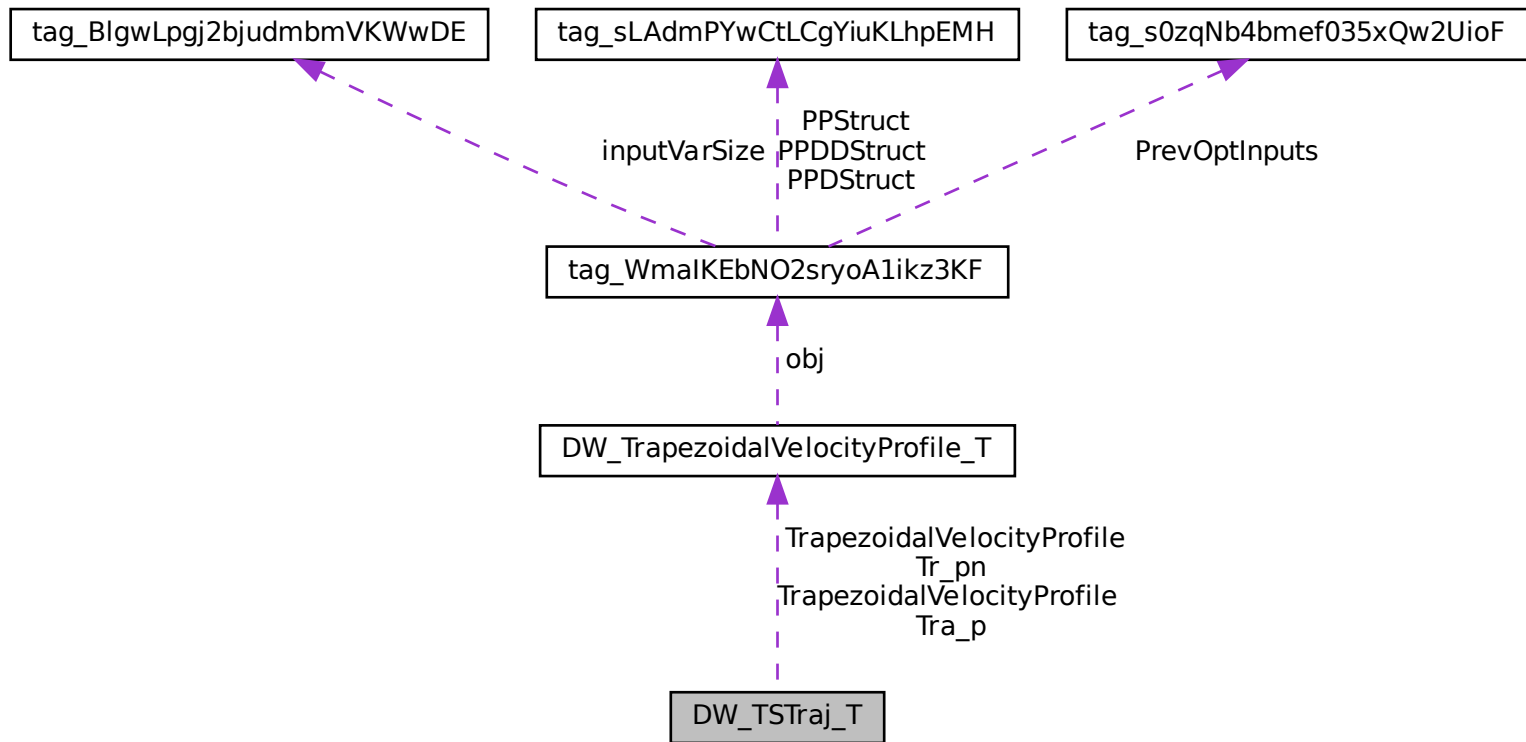 tag_BlgwLpgj2bjudmbmVKWwDE
tag_sLAdmPYwCtLCgYiuKLhpEMH
tag_s0zqNb4bmef035xQw2UioF
inputVarSize
PPStruct
PPDDStruct
PPDStruct
PrevOptInputs
tag_WmaIKEbNO2sryoA1ikz3KF
obj
DW_TrapezoidalVelocityProfile_T
TrapezoidalVelocityProfile
Tr_pn
TrapezoidalVelocityProfile
Tra_p
DW_TSTraj_T